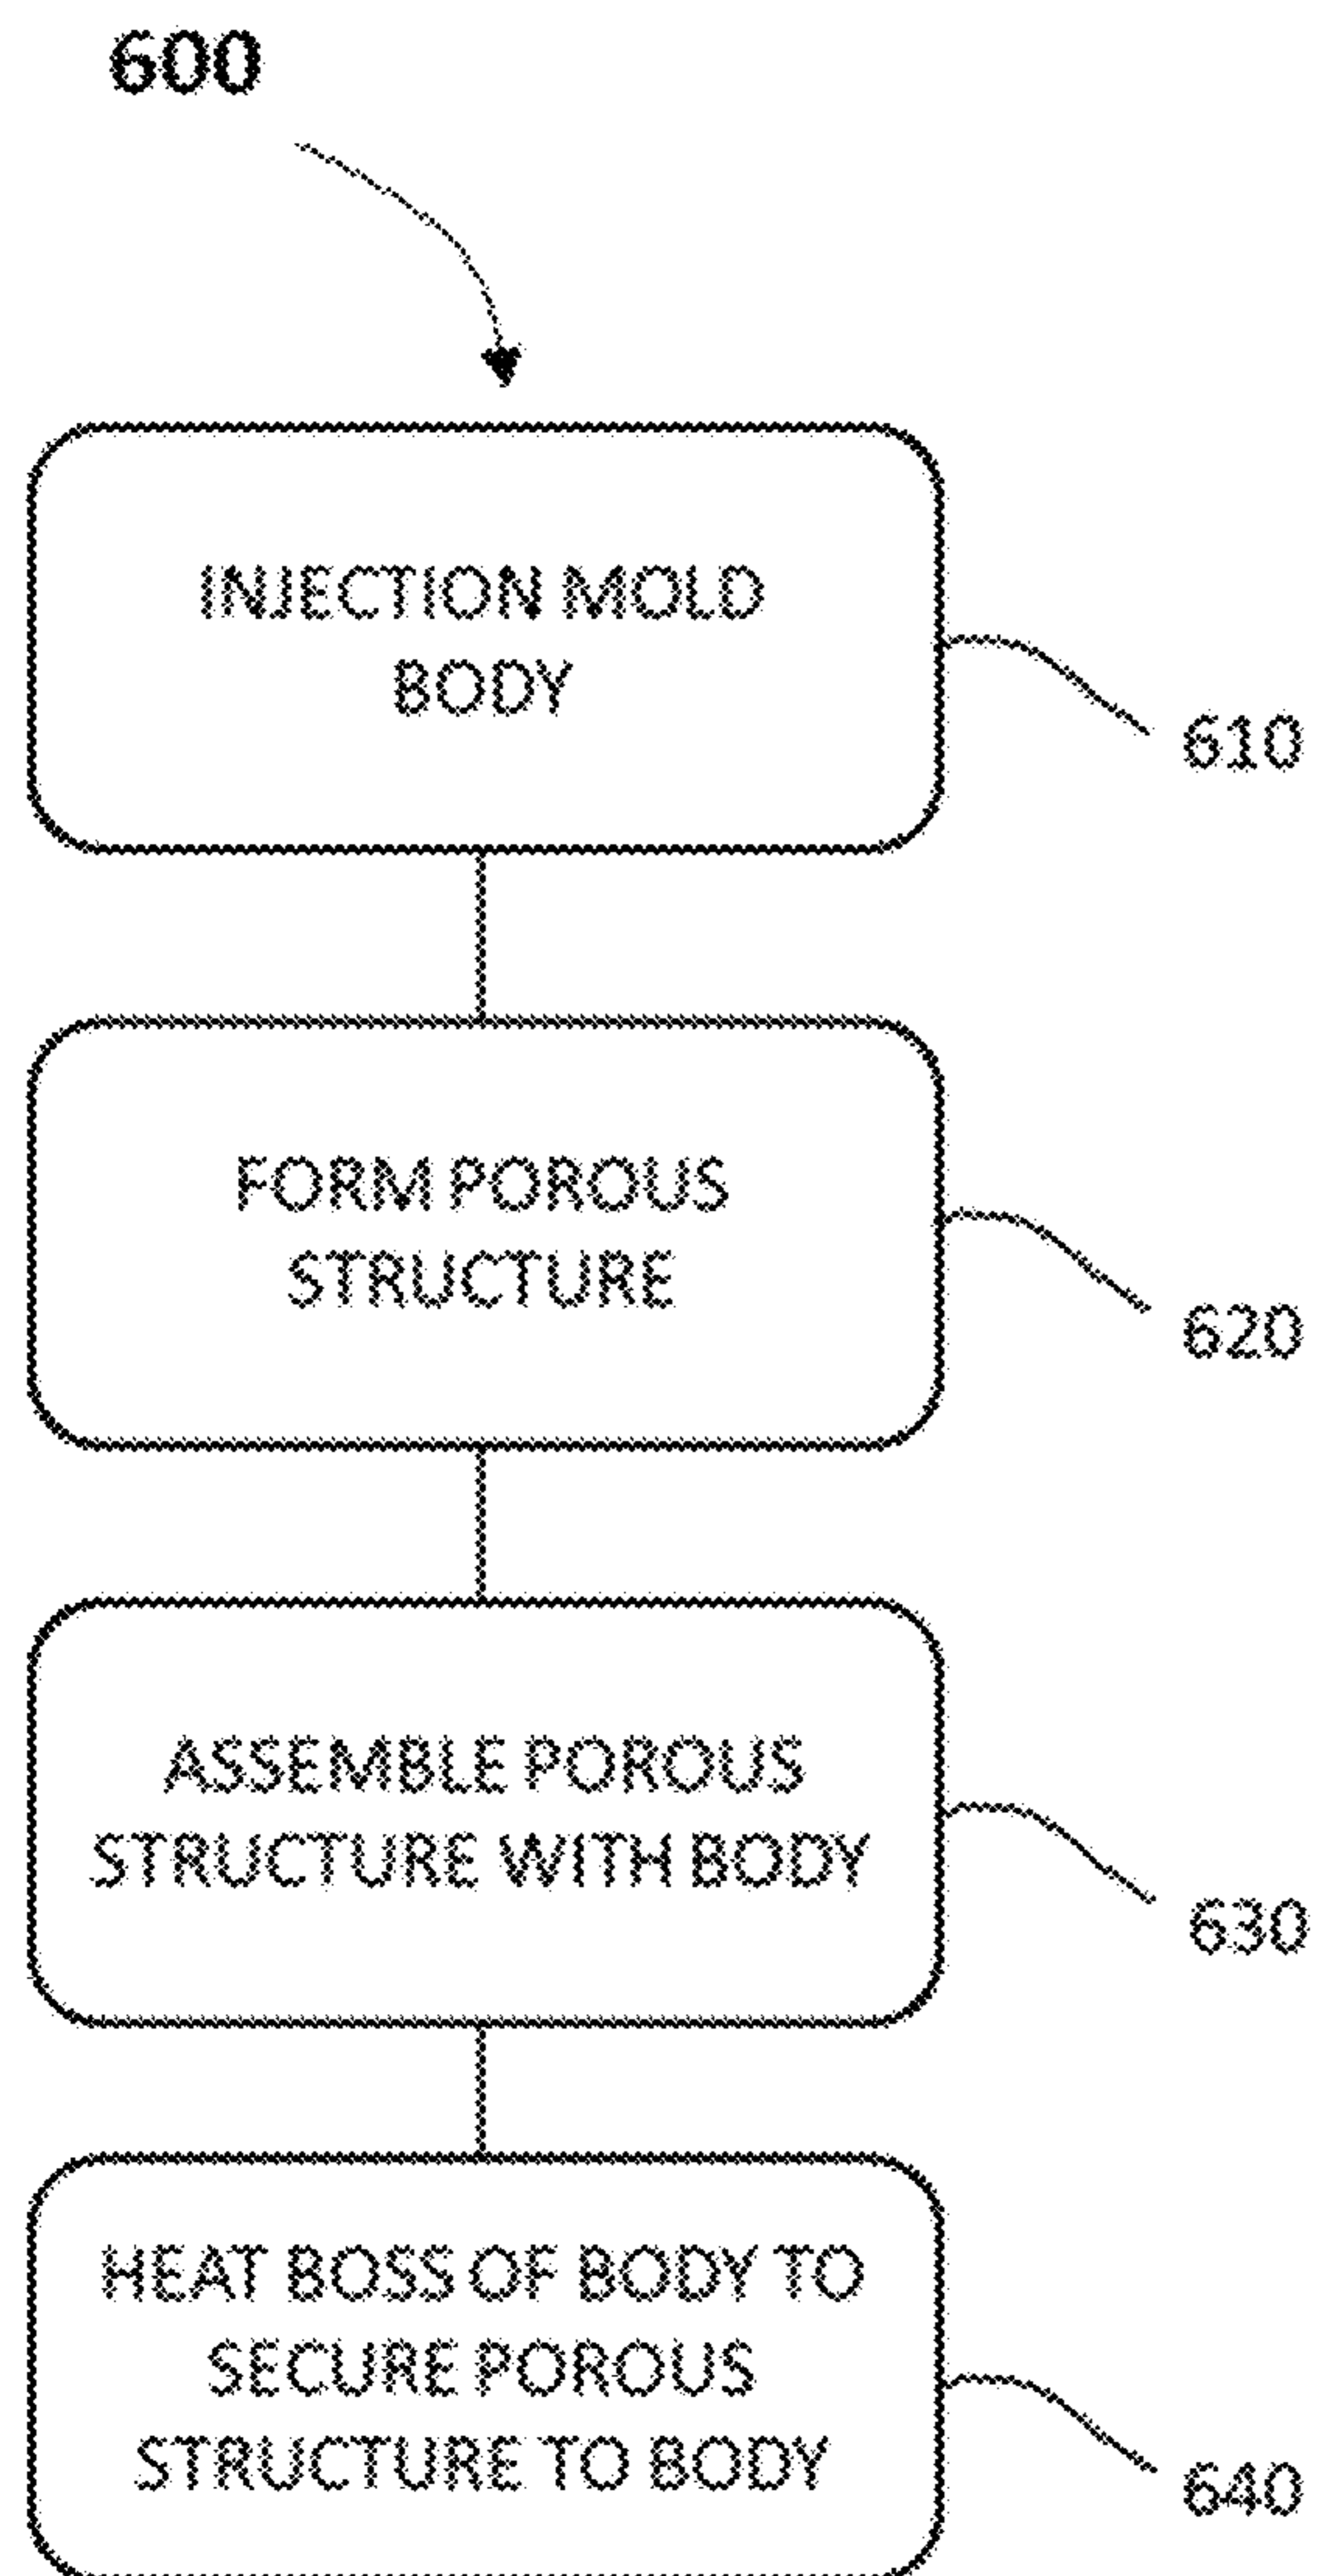 600
INJECTION MOLD
BODY
610
FORM POROUS
STRUCTURE
620
ASSEMBLE POROUS
STRUCTURE WITH BODY
630
HEAT BOSS OF BODY TO
SECURE POROUS
STRUCTURE TO BODY
640